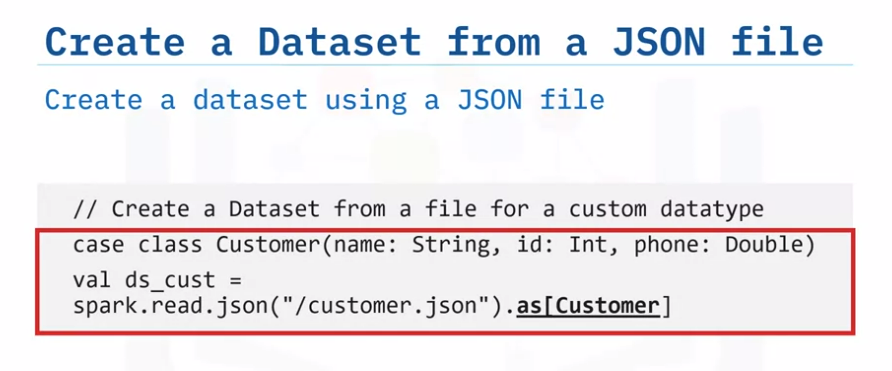 Create a Dataset from a JSON file
Create a dataset using a JSON file
// Create a Dataset from a file for a custom datatype
case class Customer(name: String, id: Int, phone: Double)
val ds_cust =
spark.read.json("/customer.json").as[Customer]